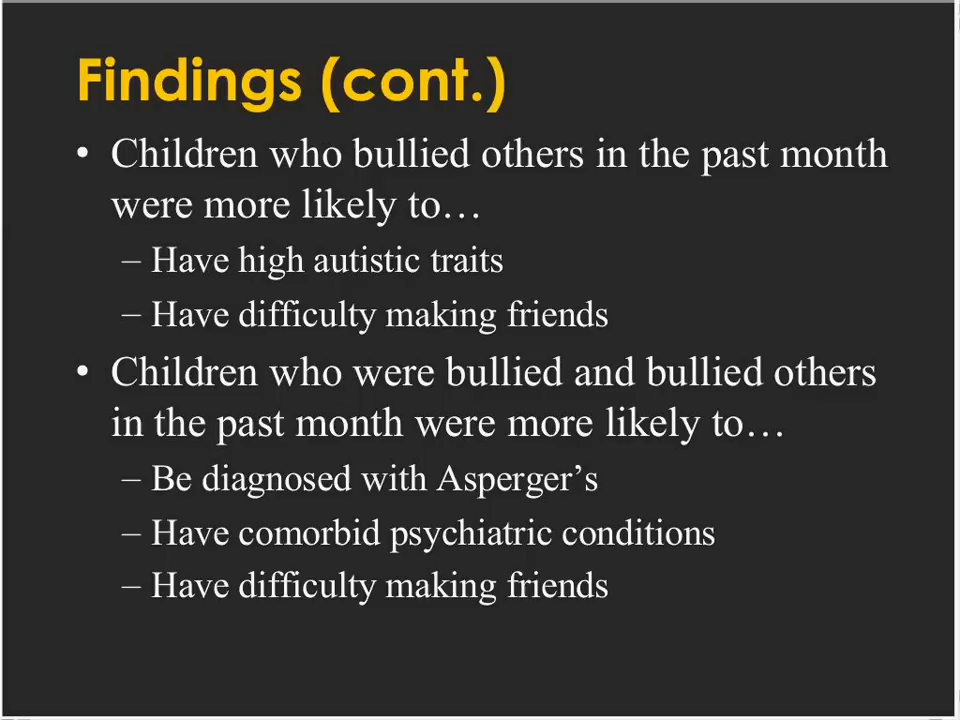 Findings (cont.)
• Children who bullied others in the past month
were more likely to…
– Have high autistic traits
– Have difficulty making friends
• Children who were bullied and bullied others
in the past month were more likely to…
– Be diagnosed with Asperger’s
– Have comorbid psychiatric conditions
– Have difficulty making friends